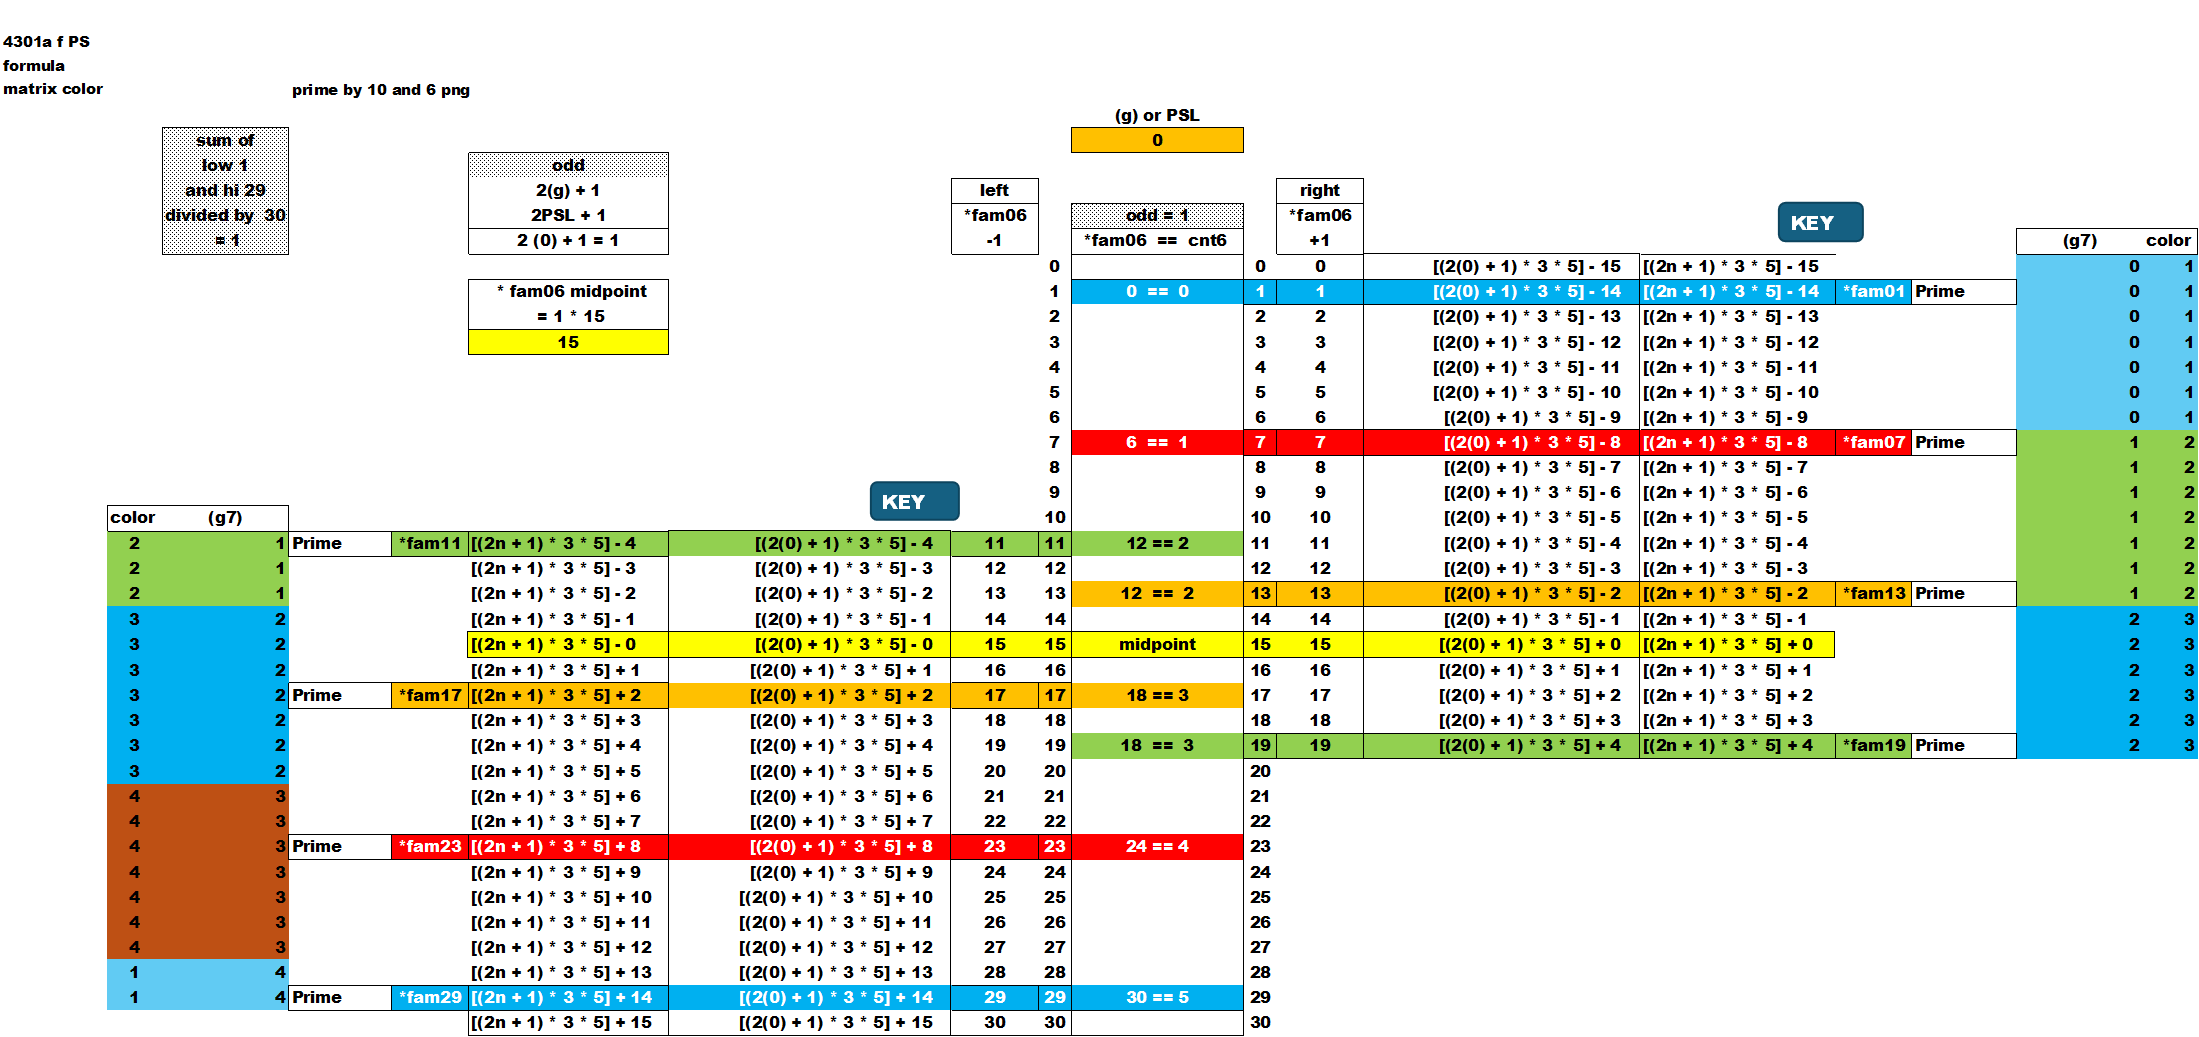 4301a f PS
formula
matrix color
prime by 10 and 6 png
(g) or PSL
sum of
low 1
and hi 29
divided by 30
= 1
0
odd
2(g) + 1
2PSL + 1
2 (0) + 1 = 1
left
*fam06
-1
odd = 1
*fam06 == cnt6
right
*fam06
+1
KEY
(g7) color
* fam06 midpoint
= 1 * 15
15
0 0 0 [(2(0) + 1) * 3 * 5] - 15 [(2n + 1) * 3 * 5] - 15 0 1
1 0 == 0 1 1 [(2(0) + 1) * 3 * 5] - 14 [(2n + 1) * 3 * 5] - 14 *fam01 Prime 0 1
2 2 2 [(2(0) + 1) * 3 * 5] - 13 [(2n + 1) * 3 * 5] - 13 0 1
3 3 3 [(2(0) + 1) * 3 * 5] - 12 [(2n + 1) * 3 * 5] - 12 0 1
4 4 4 [(2(0) + 1) * 3 * 5] - 11 [(2n + 1) * 3 * 5] - 11 0 1
5 5 5 [(2(0) + 1) * 3 * 5] - 10 [(2n + 1) * 3 * 5] - 10 0 1
6 6 6 [(2(0) + 1) * 3 * 5] - 9 [(2n + 1) * 3 * 5] - 9 0 1
7 6 == 1 7 7 [(2(0) + 1) * 3 * 5] - 8 [(2n + 1) * 3 * 5] - 8 *fam07 Prime 1 2
8 8 8 [(2(0) + 1) * 3 * 5] - 7 [(2n + 1) * 3 * 5] - 7 1 2
KEY
9 9 9 [(2(0) + 1) * 3 * 5] - 6 [(2n + 1) * 3 * 5] - 6 1 2
color (g7) 10 10 10 [(2(0) + 1) * 3 * 5] - 5 [(2n + 1) * 3 * 5] - 5 1 2
2 1 Prime *fam11 [(2n + 1) * 3 * 5] - 4 [(2(0) + 1) * 3 * 5] - 4 11 11 12 == 2 11 11 [(2(0) + 1) * 3 * 5] - 4 [(2n + 1) * 3 * 5] - 4 1 2
2 1 [(2n + 1) * 3 * 5] - 3 [(2(0) + 1) * 3 * 5] - 3 12 12 12 12 [(2(0) + 1) * 3 * 5] - 3 [(2n + 1) * 3 * 5] - 3 1 2
2 1 [(2n + 1) * 3 * 5] - 2 [(2(0) + 1) * 3 * 5] - 2 13 13 12 == 2 13 13 [(2(0) + 1) * 3 * 5] - 2 [(2n + 1) * 3 * 5] - 2 *fam13 Prime 1 2
3 2 [(2n + 1) * 3 * 5] - 1 [(2(0) + 1) * 3 * 5] - 1 14 14 14 14 [(2(0) + 1) * 3 * 5] - 1 [(2n + 1) * 3 * 5] - 1 2 3
3 2 [(2n + 1) * 3 * 5] - 0 [(2(0) + 1) * 3 * 5] - 0 15 15 midpoint 15 15 [(2(0) + 1) * 3 * 5] + 0 [(2n + 1) * 3 * 5] + 0 2 3
3 2 [(2n + 1) * 3 * 5] + 1 [(2(0) + 1) * 3 * 5] + 1 16 16 16 16 [(2(0) + 1) * 3 * 5] + 1 [(2n + 1) * 3 * 5] + 1 2 3
3 2 Prime *fam17 [(2n + 1) * 3 * 5] + 2 [(2(0) + 1) * 3 * 5] + 2 17 17 18 == 3 17 17 [(2(0) + 1) * 3 * 5] + 2 [(2n + 1) * 3 * 5] + 2 2 3
3 2 [(2n + 1) * 3 * 5] + 3 [(2(0) + 1) * 3 * 5] + 3 18 18 18 18 [(2(0) + 1) * 3 * 5] + 3 [(2n + 1) * 3 * 5] + 3 2 3
3 2 [(2n + 1) * 3 * 5] + 4 [(2(0) + 1) * 3 * 5] + 4 19 19 18 == 3 19 19 [(2(0) + 1) * 3 * 5] + 4 [(2n + 1) * 3 * 5] + 4 *fam19 Prime 2 3
3 2 [(2n + 1) * 3 * 5] + 5 [(2(0) + 1) * 3 * 5] + 5 20 20 20
4 3 [(2n + 1) * 3 * 5] + 6 [(2(0) + 1) * 3 * 5] + 6 21 21 21
4 3 [(2n + 1) * 3 * 5] + 7 [(2(0) + 1) * 3 * 5] + 7 22 22 22
4 3 Prime *fam23 [(2n + 1) * 3 * 5] + 8 [(2(0) + 1) * 3 * 5] + 8 23 23 24 == 4 23
4 3 [(2n + 1) * 3 * 5] + 9 [(2(0) + 1) * 3 * 5] + 9 24 24 24
4 3 [(2n + 1) * 3 * 5] + 10 [(2(0) + 1) * 3 * 5] + 10 25 25 25
4 3 [(2n + 1) * 3 * 5] + 11 [(2(0) + 1) * 3 * 5] + 11 26 26 26
4 3 [(2n + 1) * 3 * 5] + 12 [(2(0) + 1) * 3 * 5] + 12 27 27 27
1 4 [(2n + 1) * 3 * 5] + 13 [(2(0) + 1) * 3 * 5] + 13 28 28 28
1 4 Prime *fam29 [(2n + 1) * 3 * 5] + 14 [(2(0) + 1) * 3 * 5] + 14 29 29 30 == 5 29
[(2n + 1) * 3 * 5] + 15 [(2(0) + 1) * 3 * 5] + 15 30 30 30